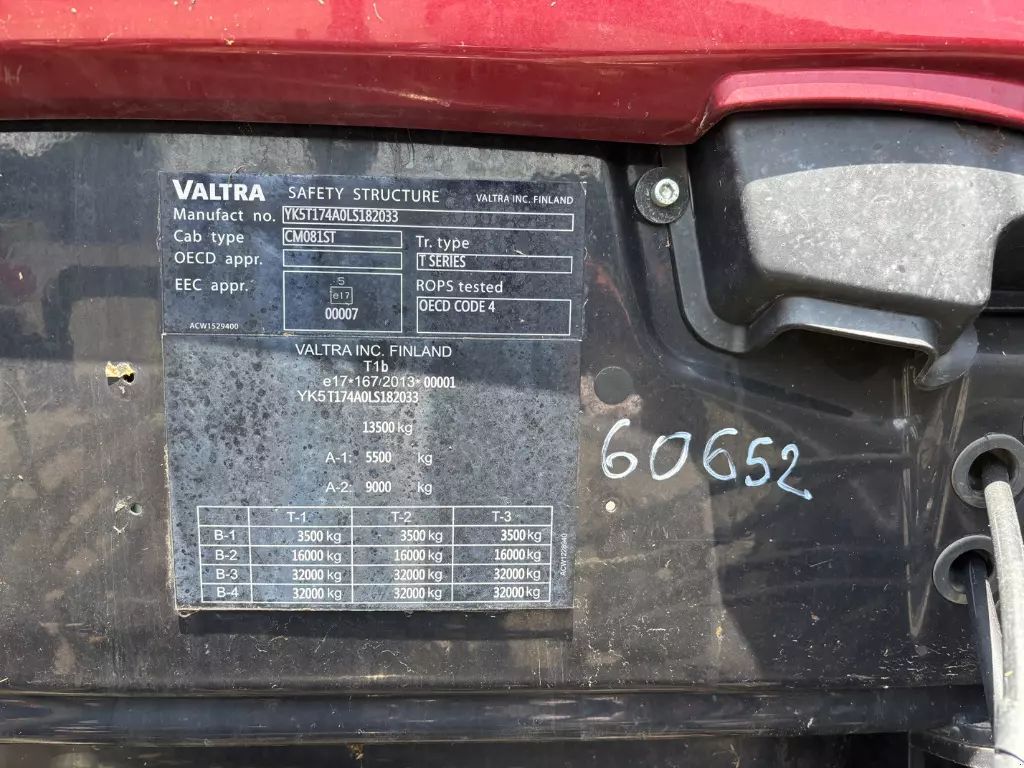 VALTRA SAFETY STRUCTURE VALTRA INC. FINLAND
Manufact no. YK5T174A0LS182033
Cab type CM081ST
Tr. type
OECD appr.
T SERIES
EEC appr.
5
e17
00007
ROPS tested
OECD CODE 4
ACW1529400
VALTRA INC. FINLAND
T1b
e17*167/2013*00001
YK5T174A0LS182033
13500 kg
A-1: 5500 kg
A-2: 9000 kg
T-1 T-2 T-3
B-1 3500 kg 3500 kg 3500 kg
B-2 16000 kg 16000 kg 16000 kg
B-3 32000 kg 32000 kg 32000 kg
B-4 32000 kg 32000 kg 32000 kg
60652